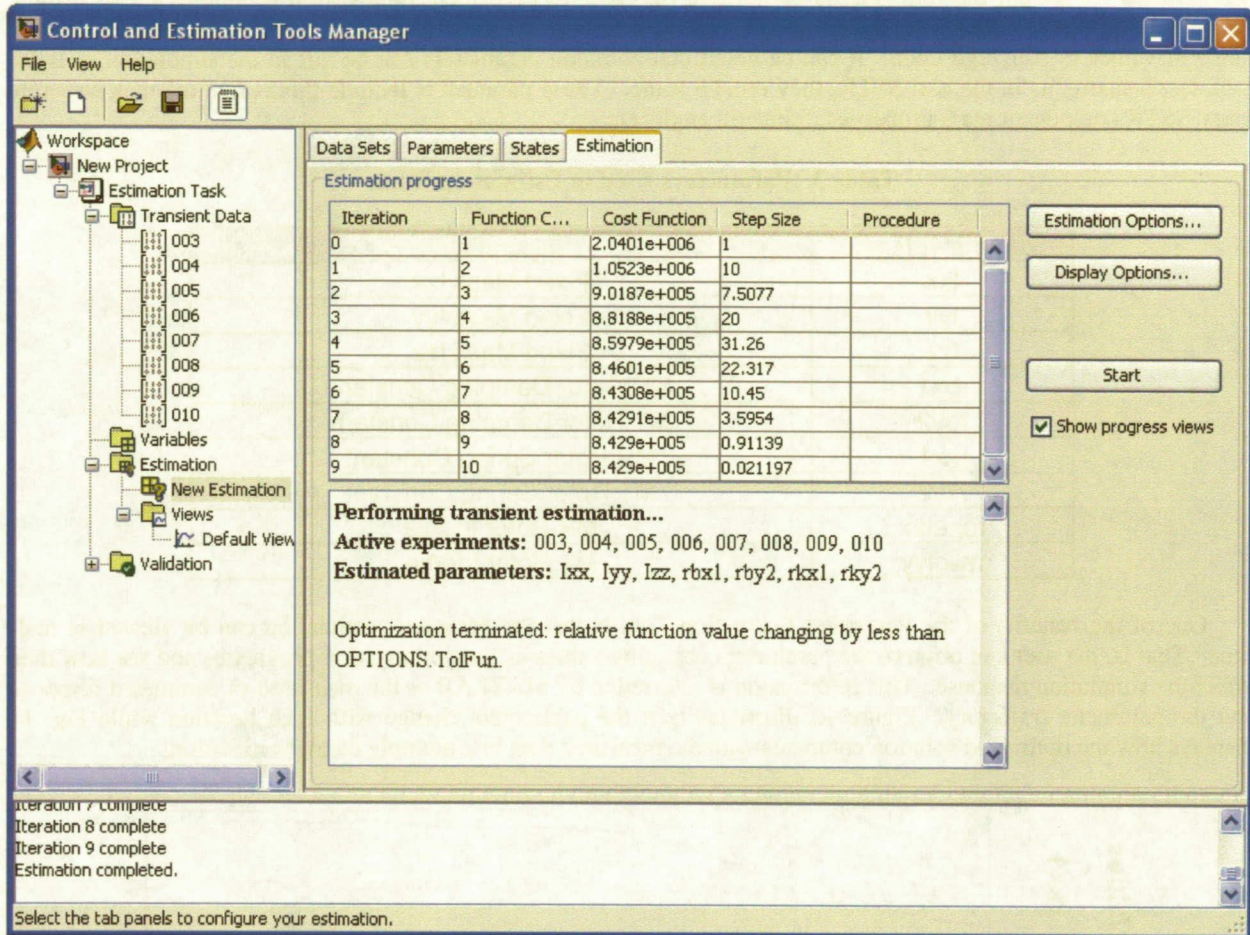 Control and Estimation Tools Manager
File View Help
Workspace
New Project
Estimation Task
Transient Data
003
004
005
006
007
008
009
010
Variables
Estimation
New Estimation
Views
Default View
Validation
Data Sets Parameters States Estimation
Estimation progress
Iteration Function C... Cost Function Step Size Procedure
0 1 2.0401e+006 1
1 2 1.0523e+006 10
2 3 9.0187e+005 7.5077
3 4 8.8188e+005 20
4 5 8.5979e+005 31.26
5 6 8.4601e+005 22.317
6 7 8.4308e+005 10.45
7 8 8.4291e+005 3.5954
8 9 8.429e+005 0.91139
9 10 8.429e+005 0.021197
Estimation Options...
Display Options...
Start
Show progress views
Performing transient estimation...
Active experiments: 003, 004, 005, 006, 007, 008, 009, 010
Estimated parameters: Ixx, Iyy, Izz, rbx1, rby2, rkx1, rky2
Optimization terminated: relative function value changing by less than
OPTIONS.TolFun.
Iteration 7 complete
Iteration 8 complete
Iteration 9 complete
Estimation completed.
Select the tab panels to configure your estimation.